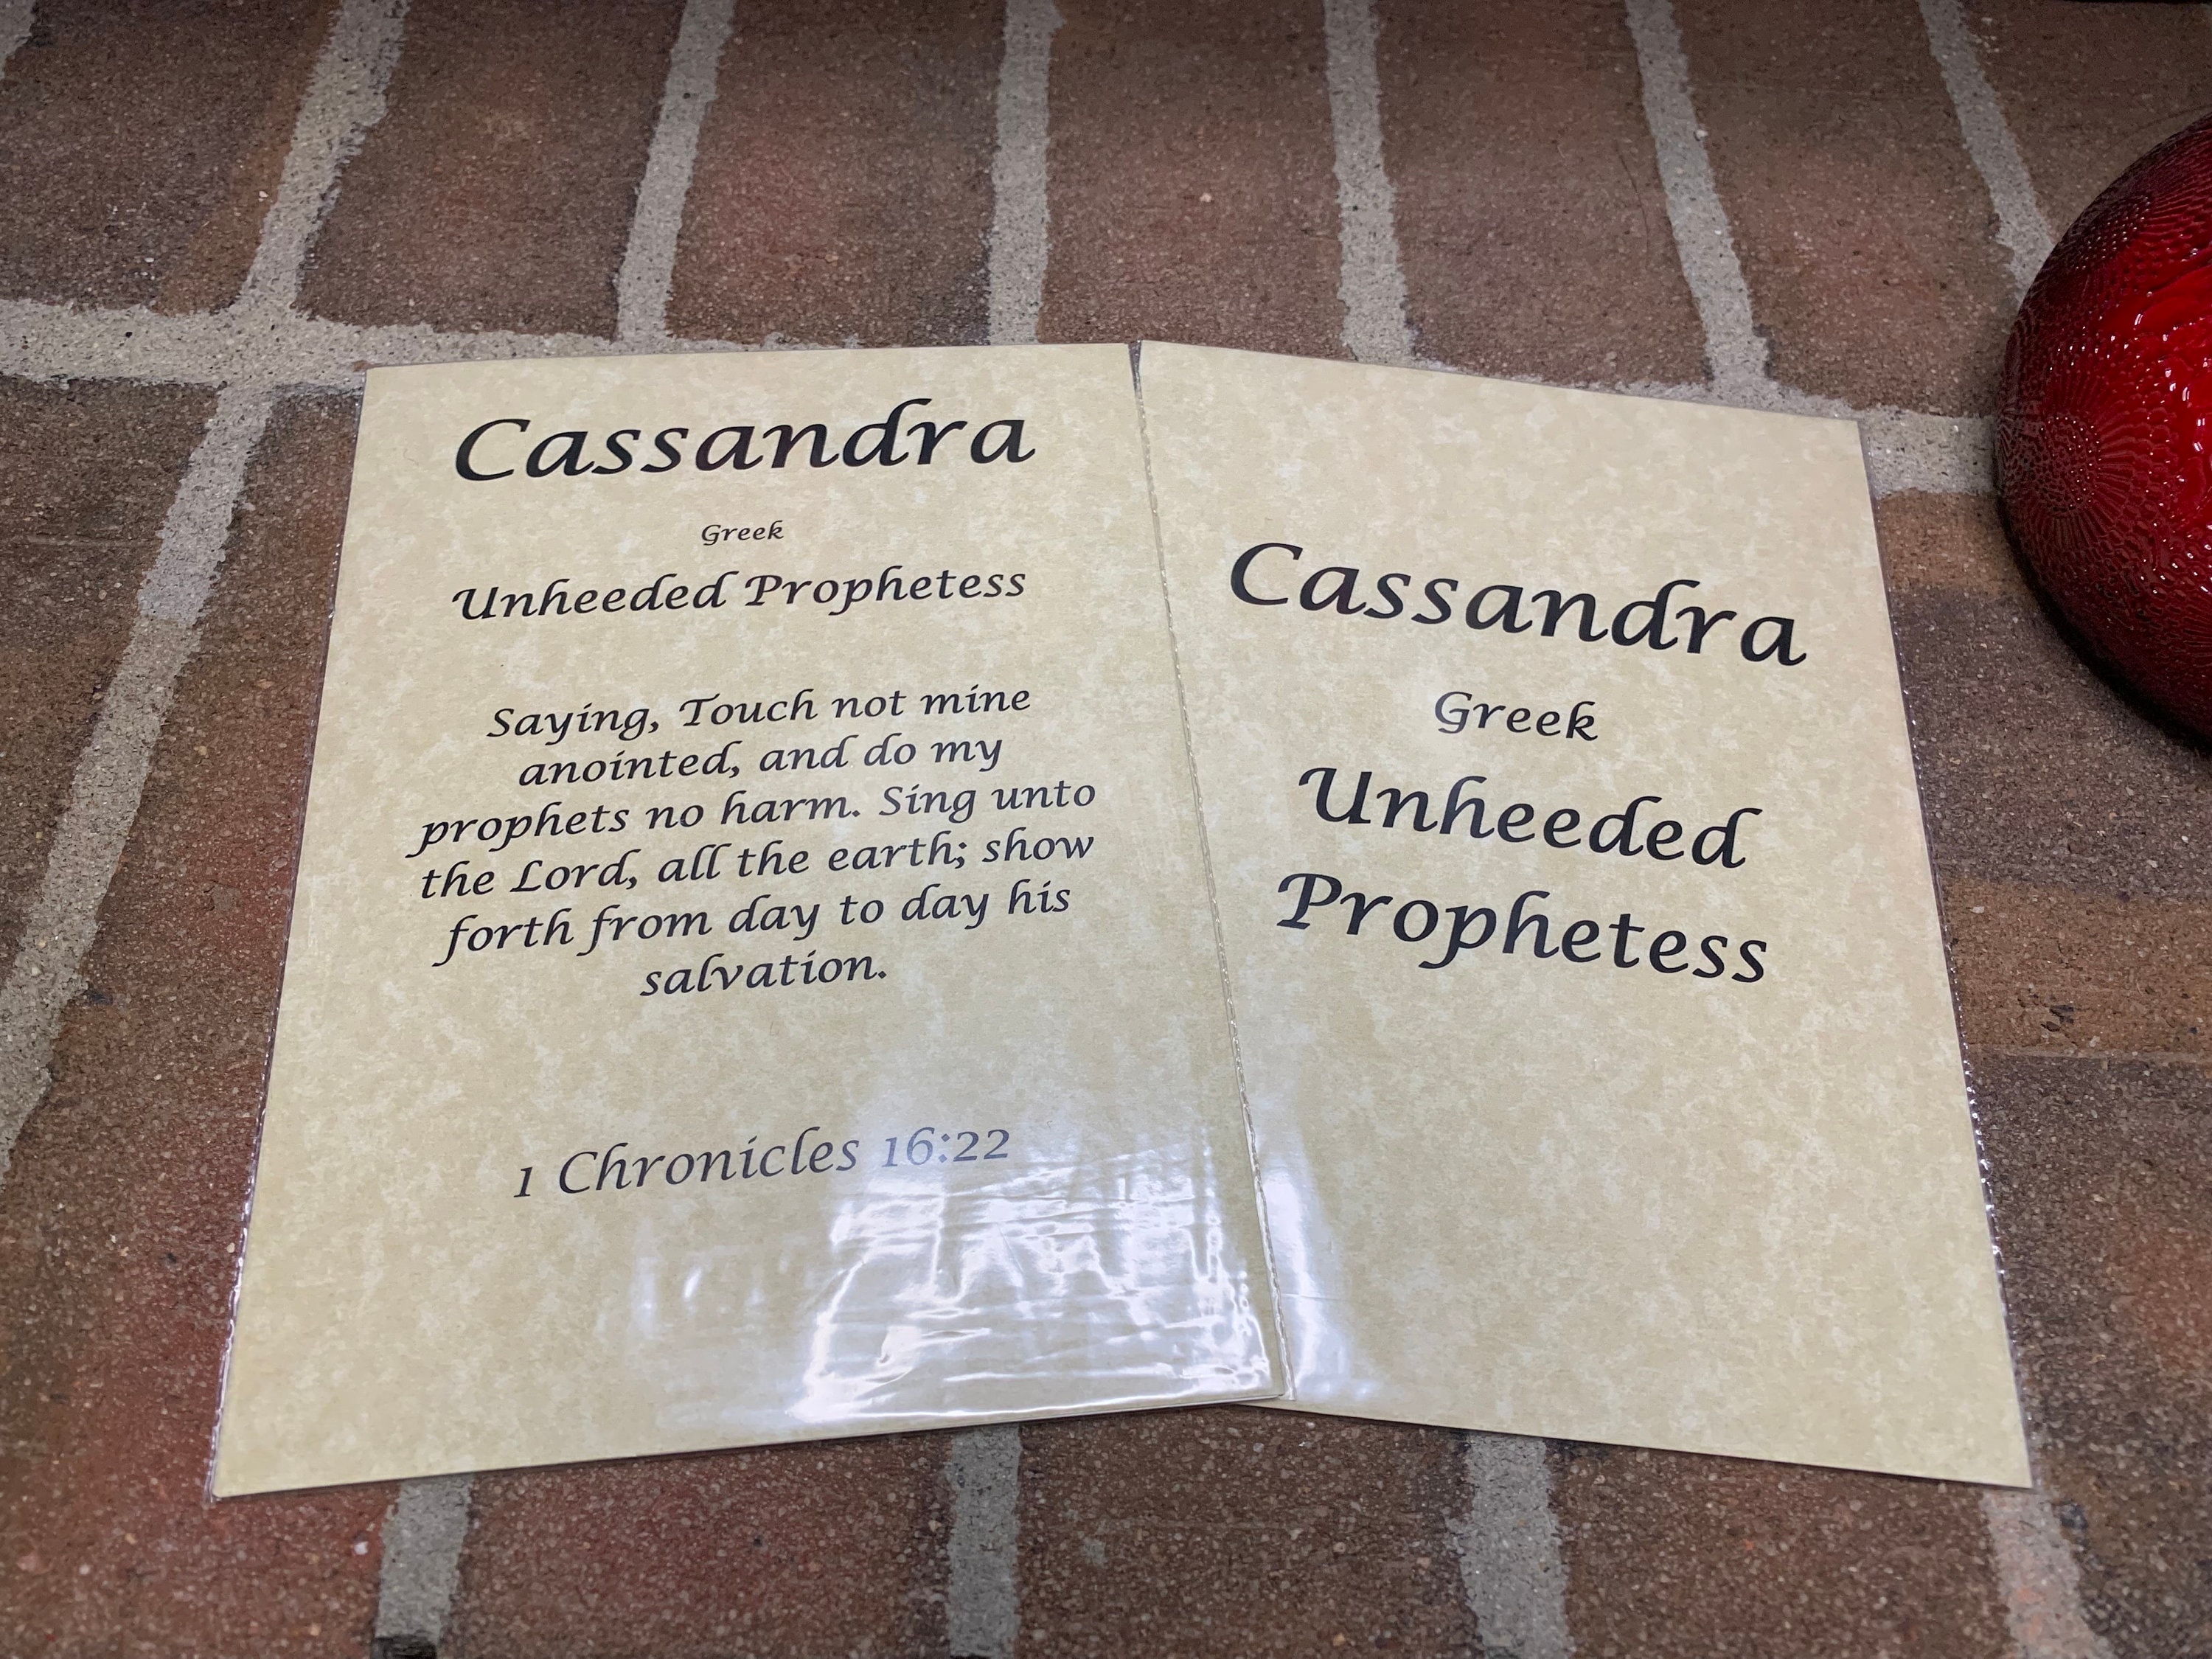 Cassandra
Greek
Unheeded Prophetess
Saying, Touch not mine
anointed, and do my
prophets no harm. Sing unto
the Lord, all the earth; show
forth from day to day his
salvation.
1 Chronicles 16:22
Cassandra
Greek
Unheeded
Prophetess